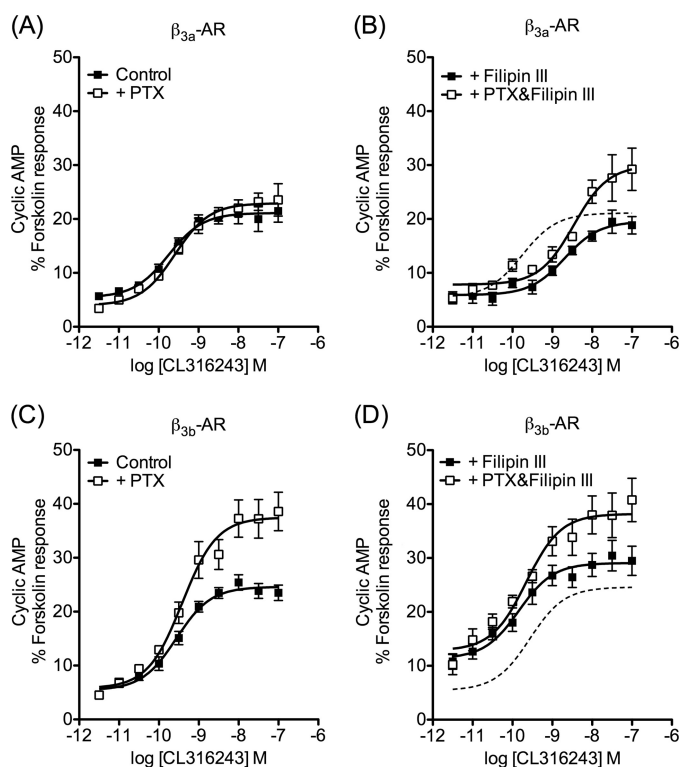 (A)
β3a-AR
Control
+ PTX
Cyclic AMP
% Forskolin response
50
40
30
20
10
0
-12 -11 -10 -9 -8 -7 -6
log [CL316243] M
(B)
β3a-AR
+ Filipin III
+ PTX&Filipin III
Cyclic AMP
% Forskolin response
50
40
30
20
10
0
-12 -11 -10 -9 -8 -7 -6
log [CL316243] M
(C)
β3b-AR
Control
+ PTX
Cyclic AMP
% Forskolin response
50
40
30
20
10
0
-12 -11 -10 -9 -8 -7 -6
log [CL316243] M
(D)
β3b-AR
+ Filipin III
+ PTX&Filipin III
Cyclic AMP
% Forskolin response
50
40
30
20
10
0
-12 -11 -10 -9 -8 -7 -6
log [CL316243] M